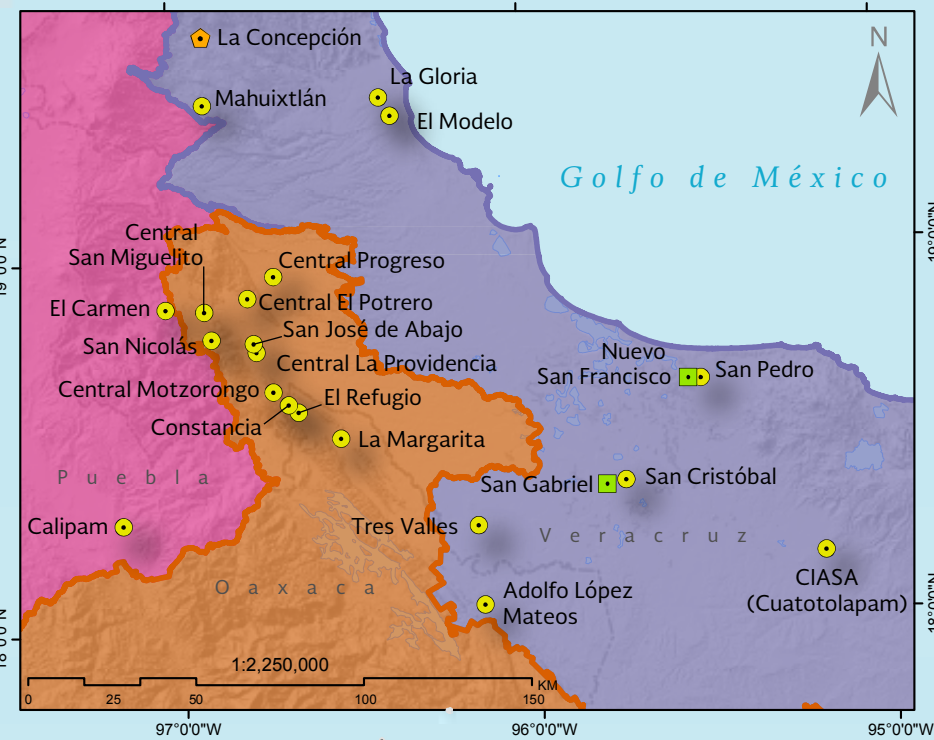 La Concepción
N
La Gloria
Mahuixtlán
El Modelo
Golfo de México
19°0'0"N
19°0'0"N
Central
San Miguelito
Central Progreso
El Carmen
Central El Potrero
San José de Abajo
San Nicolás
Central La Providencia
Nuevo
San Francisco
San Pedro
Central Motzorongo
El Refugio
Constancia
La Margarita
Puebla
San Gabriel
San Cristóbal
Calipam
Tres Valles
Veracruz
CIASA
(Cuatotolapam)
Oaxaca
Adolfo López
Mateos
18°0'0"N
18°0'0"N
1:2,250,000
KM
0 25 50 100 150
97°0'0"W 96°0'0"W 95°0'0"W